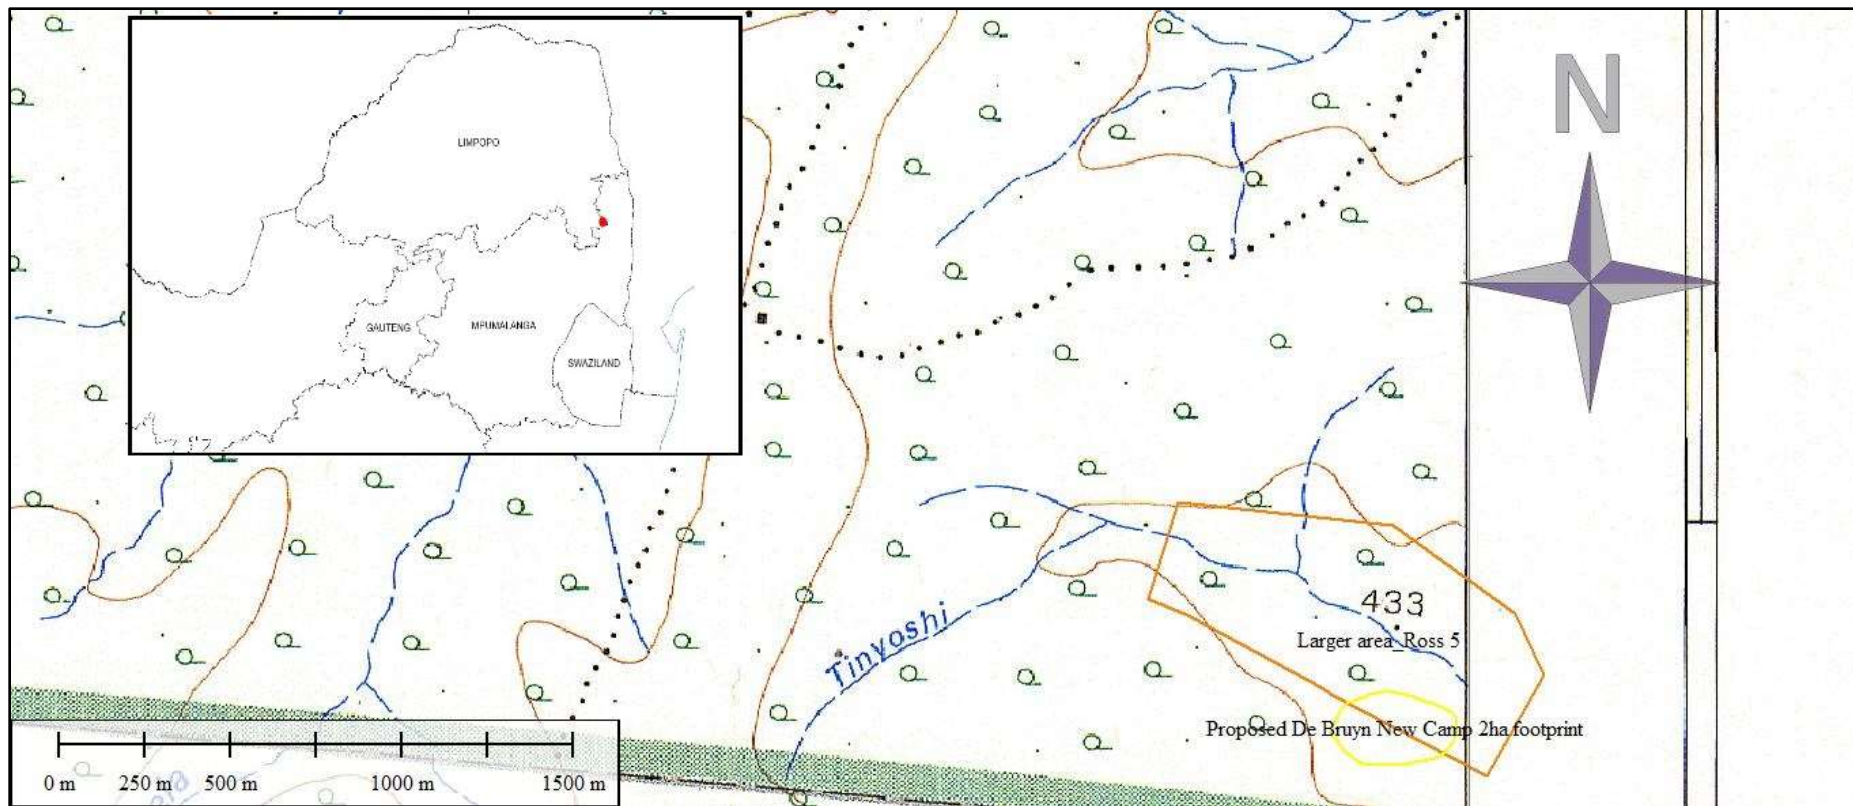 LIMPOPO
GAUTENG
MPUMALANGA
SWAZILAND
N
433
Larger area_Ross 5
Tinyoshi
Proposed De Bruyn New Camp 2ha footprint
0 m 250 m 500 m 1000 m 1500 m